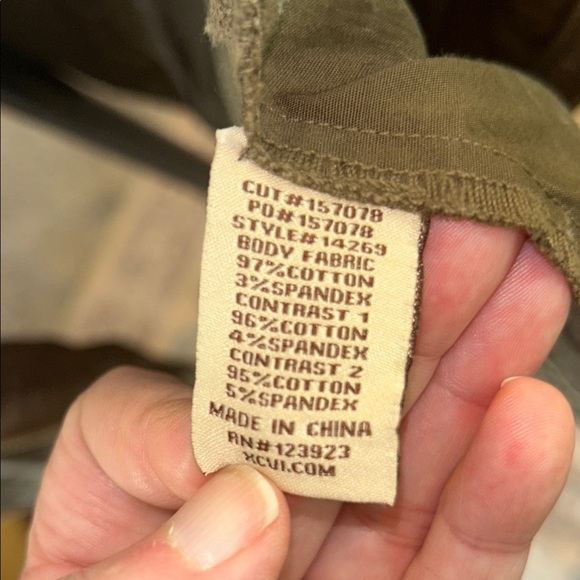 CUT#157078
PO#157078
STYLE#14269
BODY FABRIC
97%COTTON
3%SPANDEX
CONTRAST 1
96%COTTON
4%SPANDEX
CONTRAST 2
95%COTTON
5%SPANDEX
MADE IN CHINA
RN#123923
XCVI.COM